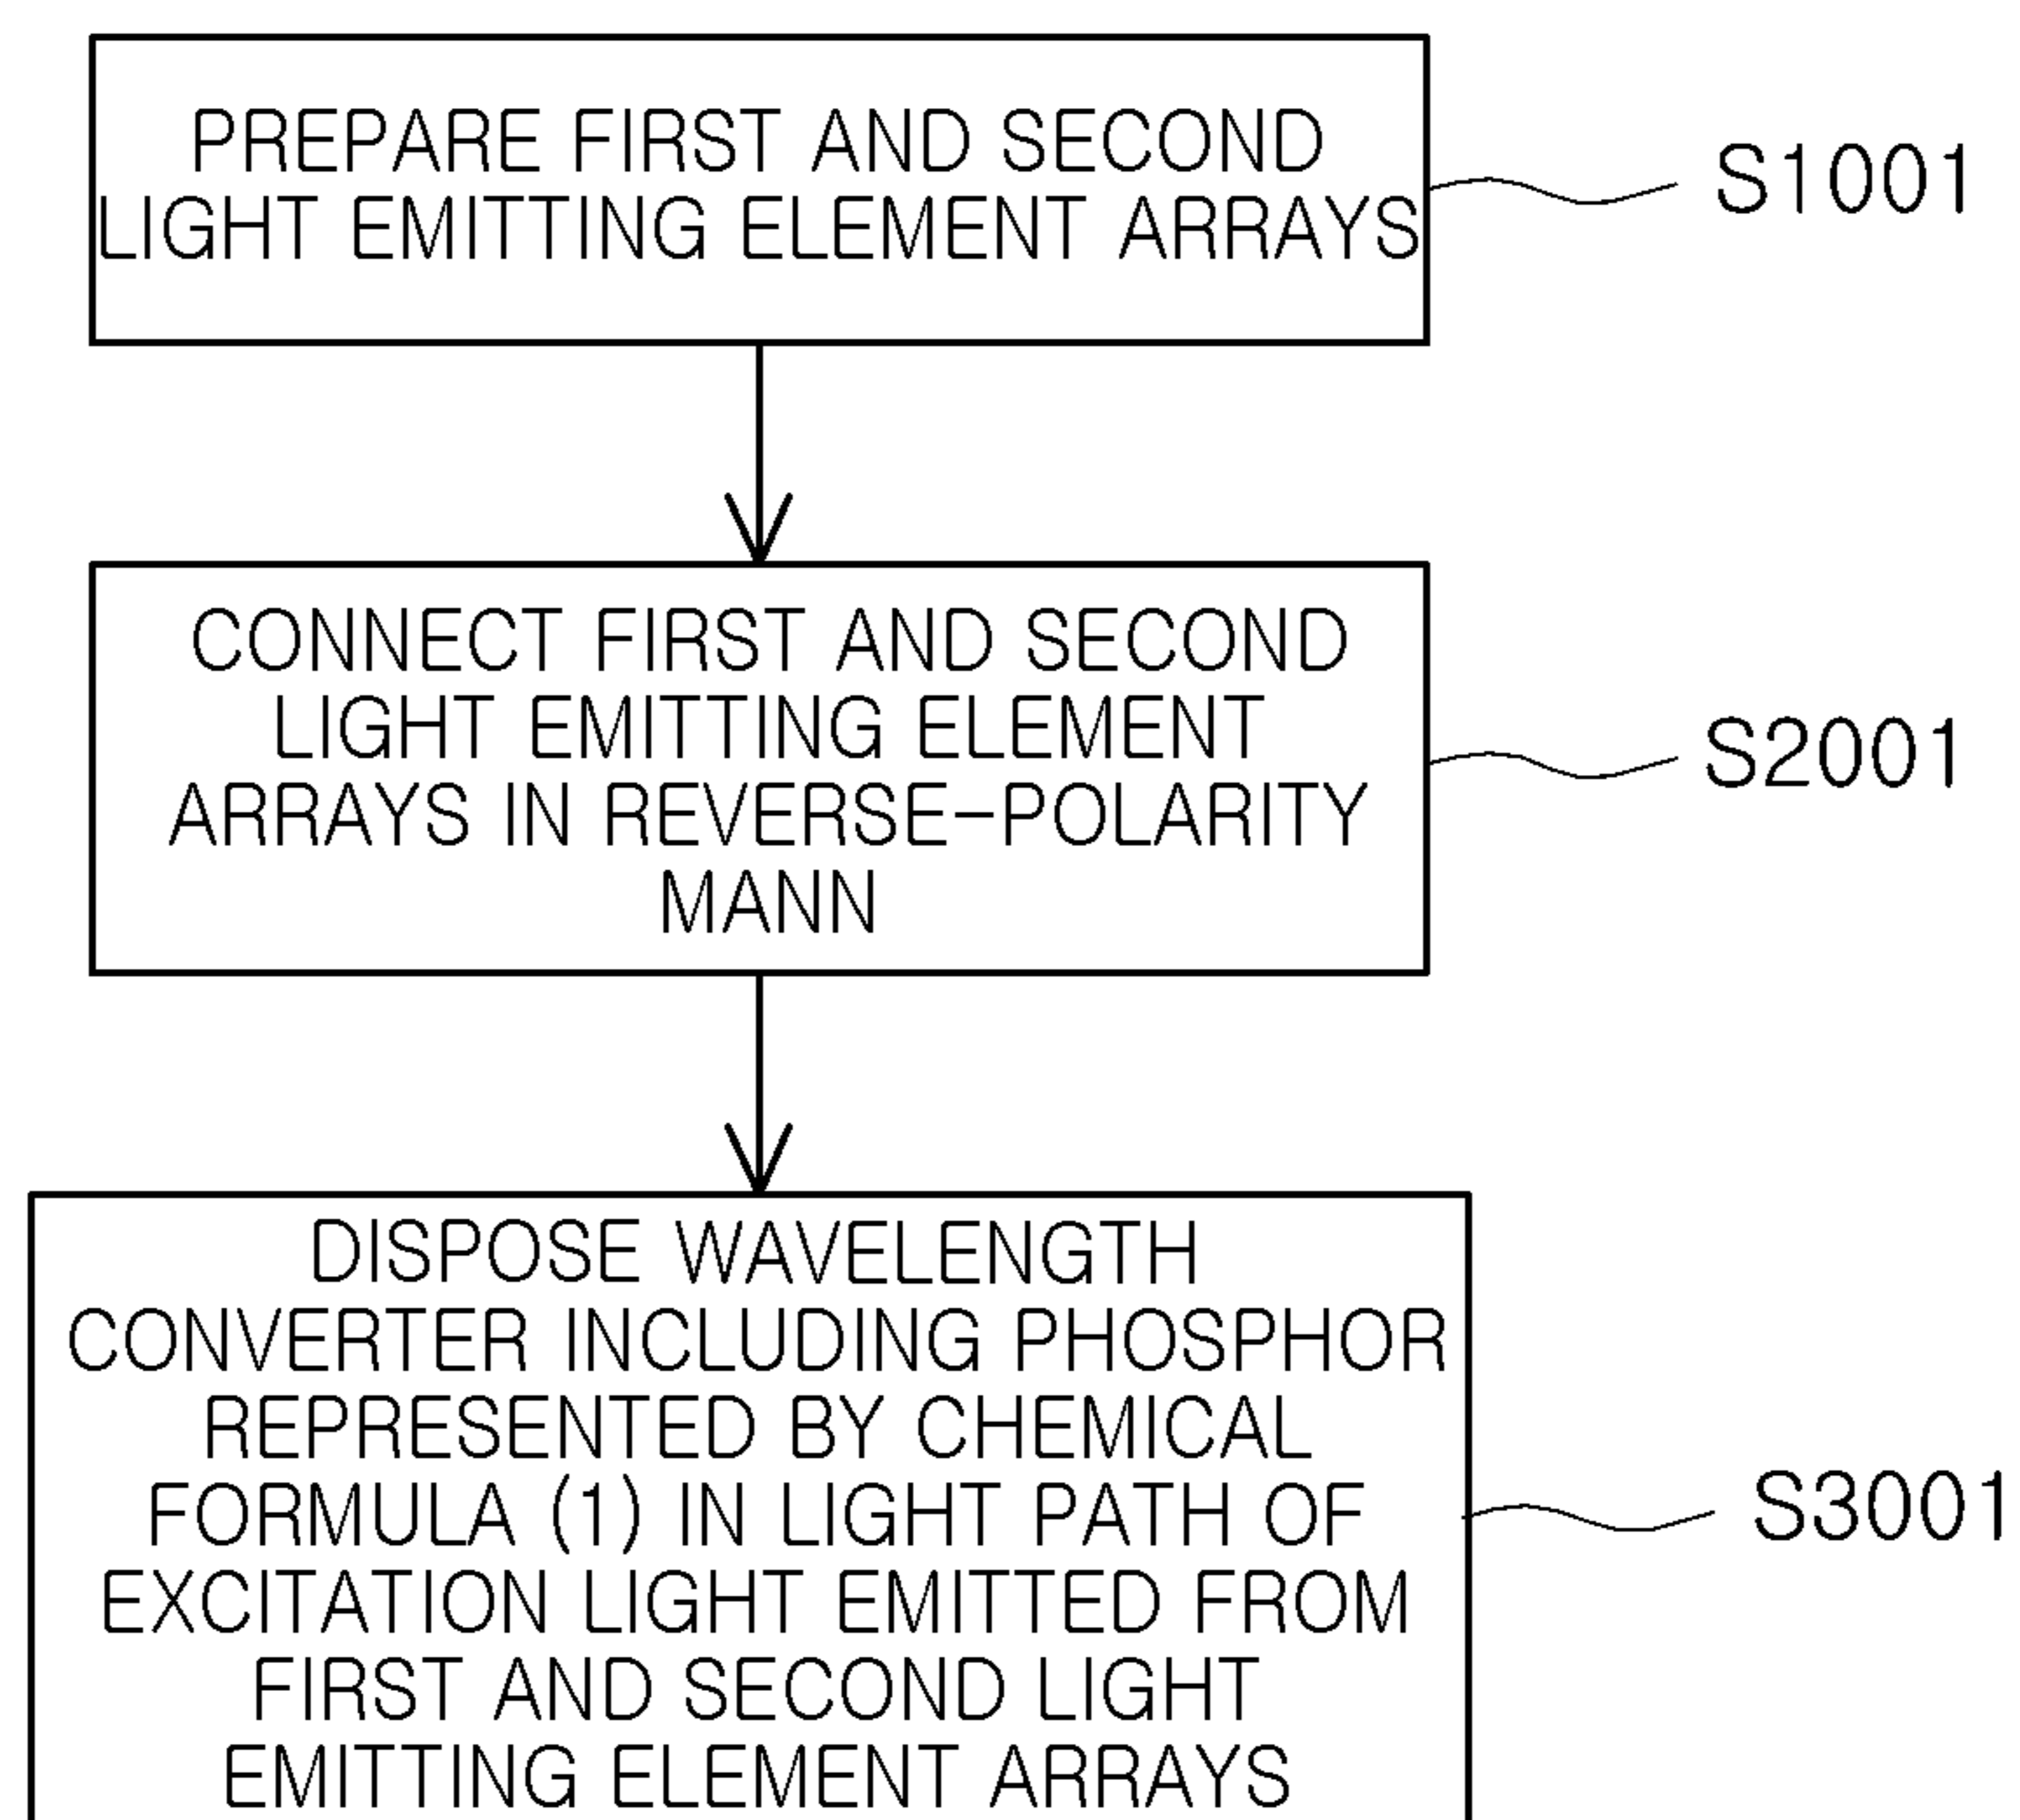 PREPARE FIRST AND SECOND
LIGHT EMITTING ELEMENT ARRAYS
S1001
CONNECT FIRST AND SECOND
LIGHT EMITTING ELEMENT
ARRAYS IN REVERSE-POLARITY
MANN
S2001
DISPOSE WAVELENGTH
CONVERTER INCLUDING PHOSPHOR
REPRESENTED BY CHEMICAL
FORMULA (1) IN LIGHT PATH OF
EXCITATION LIGHT EMITTED FROM
FIRST AND SECOND LIGHT
EMITTING ELEMENT ARRAYS
S3001